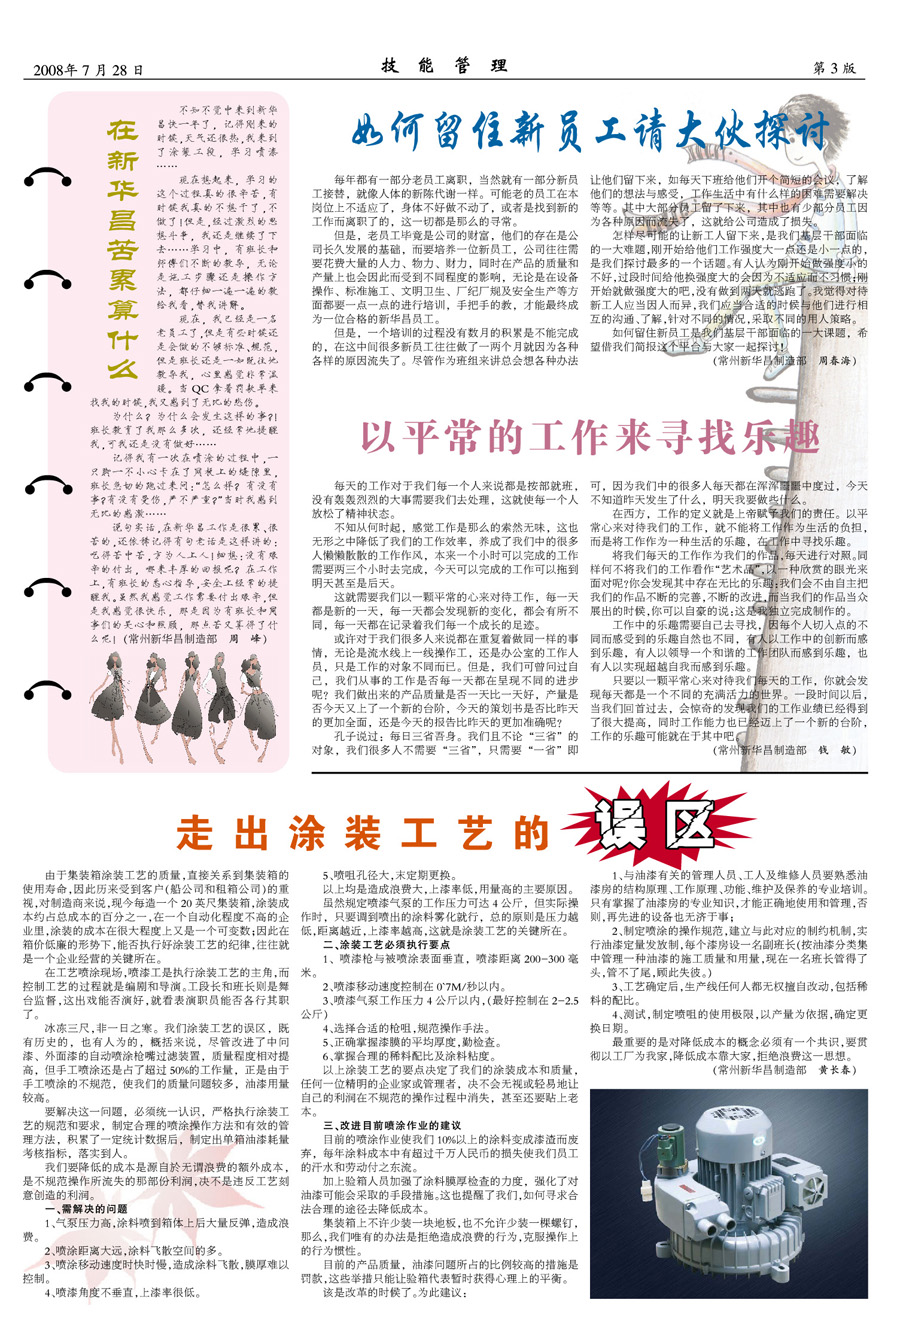 2008年 7 月 28 日
技 能 管 理
第 3 版
在新华昌苦累算什么
不知不觉中来到新华
昌快一年了，记得刚来的
时候,天气还很热,我来到
了涂装工段，学习喷漆
……
现在想起来，学习的
这个过程真的很辛苦,有
时候我真的不想干了,不
做了!但是,经过激烈的思
想斗争，我还是继续了下
去……学习中，有班长和
师傅们不断的教导，无论
是施工步骤还是操作方
法，都仔细一遍一遍的教
给我看,替我讲解。
现在，我已经是一名
老员工了,但是有些时候还
是会做的不够标准、规范，
但是班长还是一如既往地
教导我，心里感觉非常温
暖。当 QC 拿着罚款单来
找我的时候,我又感到了无比的悲伤。
为什么？为什么会发生这样的事?!
班长教育了我那么多次，还经常地提醒
我,可我还是没有做好……
记得我有一次在喷涂的过程中,一
只脚一不小心卡在了网板上的缝隙里,
班长急切的跑过来问:“怎么样？有没有
事?有没有受伤,严不严重?”当时我感到
无比的感激……
说句实话,在新华昌工作是很累、很
苦的,还依稀记得有句老话是这样讲的:
吃得苦中苦,方为人上人!细想:没有艰
辛的付出，哪来丰厚的回报呢？在工作
上,有班长的悉心指导,安全上经常的提
醒我。虽然我感觉工作需要付出艰辛,但
是我感觉很快乐，那是因为有班长和同
事们的关心和照顾，那点苦又算得了什
么呢! (常州新华昌制造部　周　峰)
如何留住新员工请大伙探讨
每年都有一部分老员工离职，当然就有一部分新员
工接替，就像人体的新陈代谢一样。可能老的员工在本
岗位上不适应了，身体不好做不动了，或者是找到新的
工作而离职了的，这一切都是那么的寻常。
但是，老员工毕竟是公司的财富，他们的存在是公
司长久发展的基础，而要培养一位新员工，公司往往需
要花费大量的人力、物力、财力，同时在产品的质量和
产量上也会因此而受到不同程度的影响，无论是在设备
操作、标准施工、文明卫生、厂纪厂规及安全生产等方
面都要一点一点的进行培训，手把手的教，才能最终成
为一位合格的新华昌员工。
但是，一个培训的过程没有数月的积累是不能完成
的，在这中间很多新员工往往做了一两个月就因为各种
各样的原因流失了。尽管作为班组来讲总会想各种办法
让他们留下来，如每天下班给他们开个简短的会议，了解
他们的想法与感受，工作生活中有什么样的困难需要解决
等等。其中大部分员工留了下来，其中也有少部分员工因
为各种原因而流失了，这就给公司造成了损失。
怎样尽可能的让新工人留下来,是我们基层干部面临
的一大难题,刚开始给他们工作强度大一点还是小一点的,
是我们探讨最多的一个话题。有人认为刚开始做强度小的
不好,过段时间给他换强度大的会因为不适应而不习惯;刚
开始就做强度大的吧,没有做到两天就逃跑了。我觉得对待
新工人应当因人而异,我们应当合适的时候与他们进行相
互的沟通、了解,针对不同的情况,采取不同的用人策略。
如何留住新员工是我们基层干部面临的一大课题，希
望借我们简报这个平台与大家一起探讨!
(常州新华昌制造部　周春海)
以平常的工作来寻找乐趣
每天的工作对于我们每一个人来说都是按部就班，
没有轰轰烈烈的大事需要我们去处理，这就使每一个人
放松了精神状态。
不知从何时起，感觉工作是那么的索然无味，这也
无形之中降低了我们的工作效率，养成了我们中的很多
人懒懒散散的工作作风，本来一个小时可以完成的工作
需要两三个小时去完成，今天可以完成的工作可以拖到
明天甚至是后天。
这就需要我们以一颗平常的心来对待工作，每一天
都是新的一天，每一天都会发现新的变化，都会有所不
同，每一天都在记录着我们每一个成长的足迹。
或许对于我们很多人来说都在重复着做同一样的事
情，无论是流水线上一线操作工，还是办公室的工作人
员，只是工作的对象不同而已。但是，我们可曾问过自
己，我们从事的工作是否每一天都在呈现不同的进步
呢？我们做出来的产品质量是否一天比一天好，产量是
否今天又上了一个新的台阶，今天的策划书是否比昨天
的更加全面，还是今天的报告比昨天的更加准确呢？
孔子说过：每日三省吾身。我们且不论 “三省” 的
对象，我们很多人不需要 “三省”，只需要 “一省” 即
可，因为我们中的很多人每天都在浑浑噩噩中度过，今天
不知道昨天发生了什么，明天我要做些什么。
在西方，工作的定义就是上帝赋予我们的责任。以平
常心来对待我们的工作，就不能将工作作为生活的负担，
而是将工作作为一种生活的乐趣，在工作中寻找乐趣。
将我们每天的工作作为我们的作品,每天进行对照。同
样何不将我们的工作看作“艺术品”,以一种欣赏的眼光来
面对呢?你会发现其中存在无比的乐趣:我们会不由自主把
我们的作品不断的完善,不断的改进,而当我们的作品当众
展出的时候,你可以自豪的说:这是我独立完成制作的。
工作中的乐趣需要自己去寻找，因每个人切入点的不
同而感受到的乐趣自然也不同，有人以工作中的创新而感
到乐趣，有人以领导一个和谐的工作团队而感到乐趣，也
有人以实现超越自我而感到乐趣。
只要以一颗平常心来对待我们每天的工作，你就会发
现每天都是一个不同的充满活力的世界。一段时间以后，
当我们回首过去，会惊奇的发现我们的工作业绩已经得到
了很大提高，同时工作能力也已经迈上了一个新的台阶，
工作的乐趣可能就在于其中吧。
(常州新华昌制造部　钱　敏)
走出涂装工艺的误区
由于集装箱涂装工艺的质量,直接关系到集装箱的
使用寿命,因此历来受到客户(船公司和租箱公司)的重
视,对制造商来说,现今每造一个 20 英尺集装箱,涂装成
本约占总成本的百分之一,在一个自动化程度不高的企
业里,涂装的成本在很大程度上又是一个可变数;因此在
箱价低廉的形势下,能否执行好涂装工艺的纪律,往往就
是一个企业经营的关键所在。
在工艺喷涂现场,喷漆工是执行涂装工艺的主角,而
控制工艺的过程就是编剧和导演。工段长和班长则是舞
台监督,这出戏能否演好,就看表演职员能否各行其职
了。
冰冻三尺,非一日之寒。我们涂装工艺的误区，既
有历史的，也有人为的，概括来说，尽管改进了中间
漆、外面漆的自动喷涂枪嘴过滤装置，质量程度相对提
高，但手工喷涂还是占了超过 50%的工作量，正是由于
手工喷涂的不规范，使我们的质量问题较多，油漆用量
较高。
要解决这一问题，必须统一认识，严格执行涂装工
艺的规范和要求，制定合理的喷涂操作方法和有效的管
理方法，积累了一定统计数据后，制定出单箱油漆耗量
考核指标，落实到人。
我们要降低的成本是源自於无谓浪费的额外成本，
是不规范操作所流失的那部份利润,决不是违反工艺刻
意创造的利润。
一、需解决的问题
1、气泵压力高,涂料喷到箱体上后大量反弹,造成浪
费。
2、喷涂距离大远,涂料飞散空间的多。
3、喷涂移动速度时快时慢,造成涂料飞散,膜厚难以
控制。
4、喷漆角度不垂直,上漆率很低。
5、喷咀孔径大,末定期更换。
以上均是造成浪费大,上漆率低,用量高的主要原因。
虽然规定喷漆气泵的工作压力可达 4 公斤，但实际操
作时，只要调到喷出的涂料雾化就行，总的原则是压力越
低,距离越近,上漆率越高,这就是涂装工艺的关键所在。
二、涂装工艺必须执行要点
1、喷漆枪与被喷涂表面垂直，喷漆距离 200-300 毫
米。
2、喷漆移动速度控制在 0`7M/秒以内。
3、喷漆气泵工作压力 4 公斤以内,(最好控制在 2-2.5
公斤)
4、选择合适的枪咀,规范操作手法。
5、正确掌握漆膜的平均厚度,勤检查。
6、掌握合理的稀料配比及涂料粘度。
以上涂装工艺的要点决定了我们的涂装成本和质量，
任何一位精明的企业家或管理者，决不会无视或轻易地让
自己的利润在不规范的操作过程中消失，甚至还要贴上老
本。
三、改进目前喷涂作业的建议
目前的喷涂作业使我们 10%以上的涂料变成漆渣而废
弃，每年涂料成本中有超过千万人民币的损失使我们员工
的汗水和劳动付之东流。
加上验箱人员加强了涂料膜厚检查的力度，强化了对
油漆可能会采取的手段措施。这也提醒了我们,如何寻求合
法合理的途径去降低成本。
集装箱上不许少装一块地板,也不允许少装一棵螺钉,
那么,我们唯有的办法是拒绝造成浪费的行为,克服操作上
的行为惯性。
目前的产品质量，油漆问题所占的比例较高的措施是
罚款,这些举措只能让验箱代表暂时获得心理上的平衡。
该是改革的时候了。为此建议:
1、与油漆有关的管理人员、工人及维修人员要熟悉油
漆房的结构原理、工作原理、功能、维护及保养的专业培训。
只有掌握了油漆房的专业知识,才能正确地使用和管理,否
则,再先进的设备也无济于事;
2、制定喷涂的操作规范,建立与此对应的制约机制,实
行油漆定量发放制,每个漆房设一名副班长(按油漆分类集
中管理一种油漆的施工质量和用量,现在一名班长管得了
头,管不了尾,顾此失彼。)
3、工艺确定后,生产线任何人都无权擅自改动,包括稀
料的配比。
4、测试,制定喷咀的使用极限,以产量为依据,确定更
换日期。
最重要的是对降低成本的概念必须有一个共识,要贯
彻以工厂为我家,降低成本靠大家,拒绝浪费这一思想。
(常州新华昌制造部　黄长春)